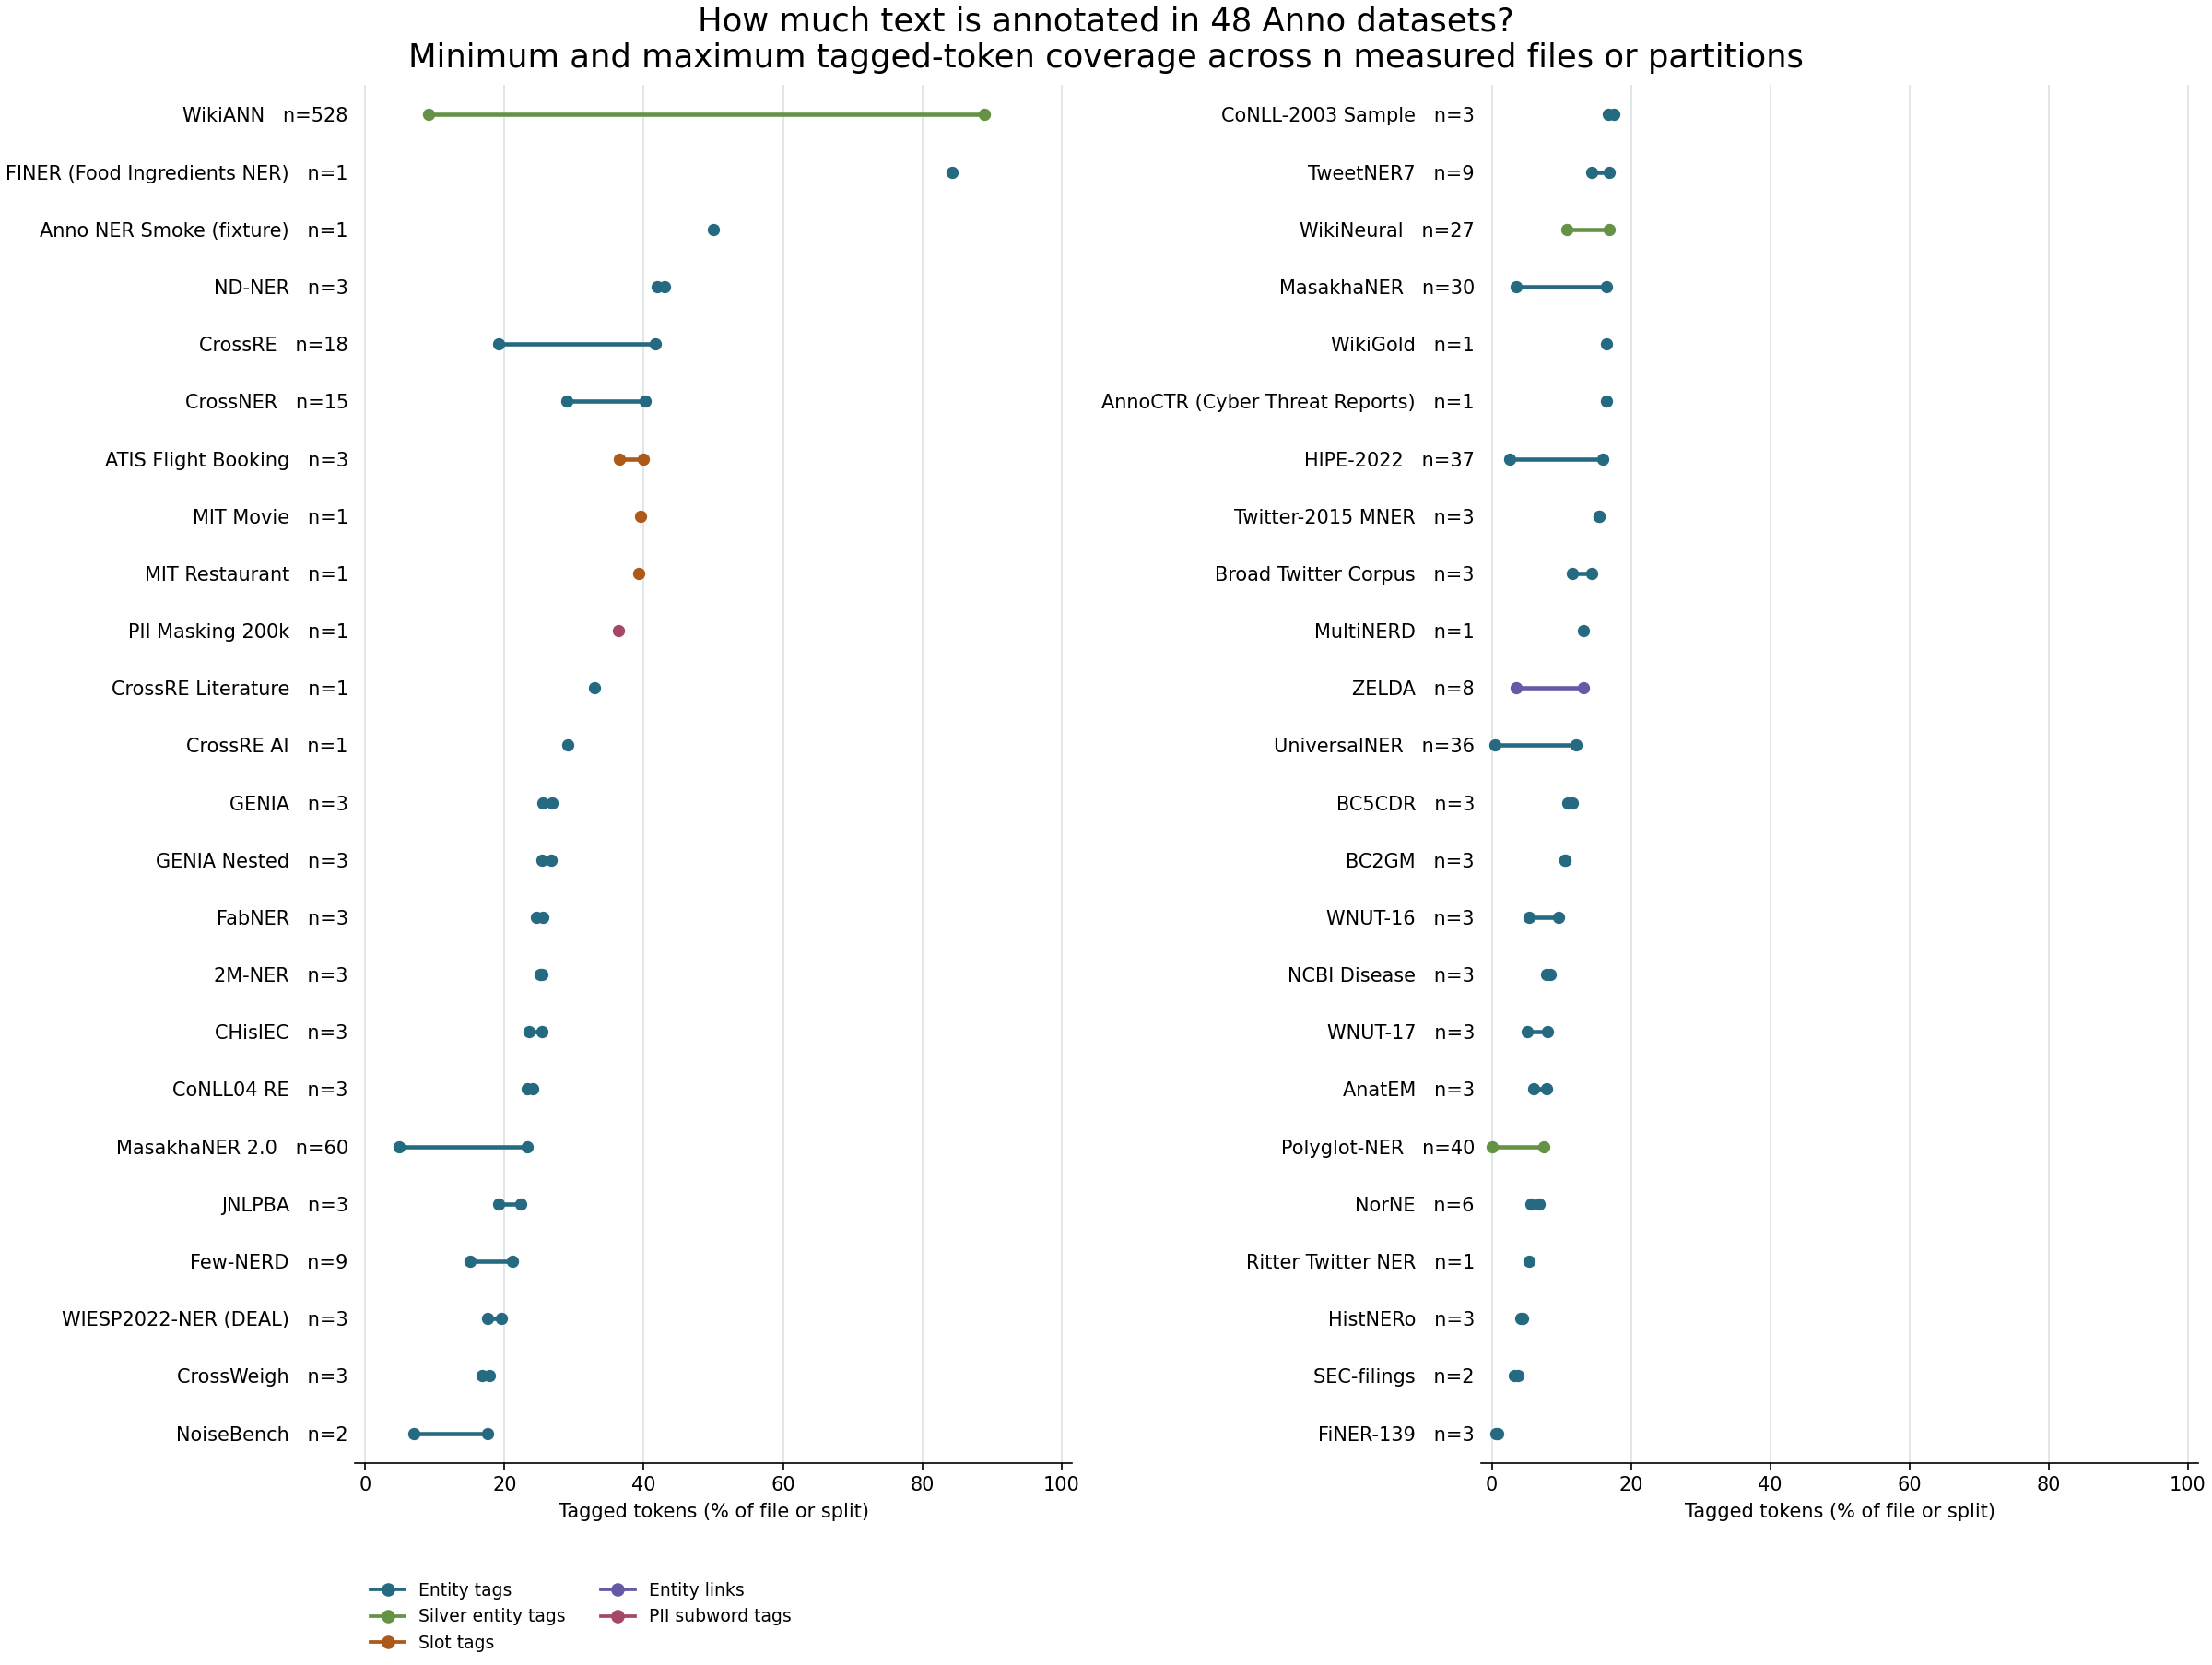 How much text is annotated in 48 Anno datasets?
Minimum and maximum tagged-token coverage across n measured files or partitions
WikiANN n=528
FINER (Food Ingredients NER) n=1
Anno NER Smoke (fixture) n=1
ND-NER n=3
CrossRE n=18
CrossNER n=15
ATIS Flight Booking n=3
MIT Movie n=1
MIT Restaurant n=1
PII Masking 200k n=1
CrossRE Literature n=1
CrossRE AI n=1
GENIA n=3
GENIA Nested n=3
FabNER n=3
2M-NER n=3
CHisIEC n=3
CoNLL04 RE n=3
MasakhaNER 2.0 n=60
JNLPBA n=3
Few-NERD n=9
WIESP2022-NER (DEAL) n=3
CrossWeigh n=3
NoiseBench n=2
0 20 40 60 80 100
Tagged tokens (% of file or split)
CoNLL-2003 Sample n=3
TweetNER7 n=9
WikiNeural n=27
MasakhaNER n=30
WikiGold n=1
AnnoCTR (Cyber Threat Reports) n=1
HIPE-2022 n=37
Twitter-2015 MNER n=3
Broad Twitter Corpus n=3
MultiNERD n=1
ZELDA n=8
UniversalNER n=36
BC5CDR n=3
BC2GM n=3
WNUT-16 n=3
NCBI Disease n=3
WNUT-17 n=3
AnatEM n=3
Polyglot-NER n=40
NorNE n=6
Ritter Twitter NER n=1
HistNERo n=3
SEC-filings n=2
FiNER-139 n=3
0 20 40 60 80 100
Tagged tokens (% of file or split)
Entity tags
Silver entity tags
Slot tags
Entity links
PII subword tags